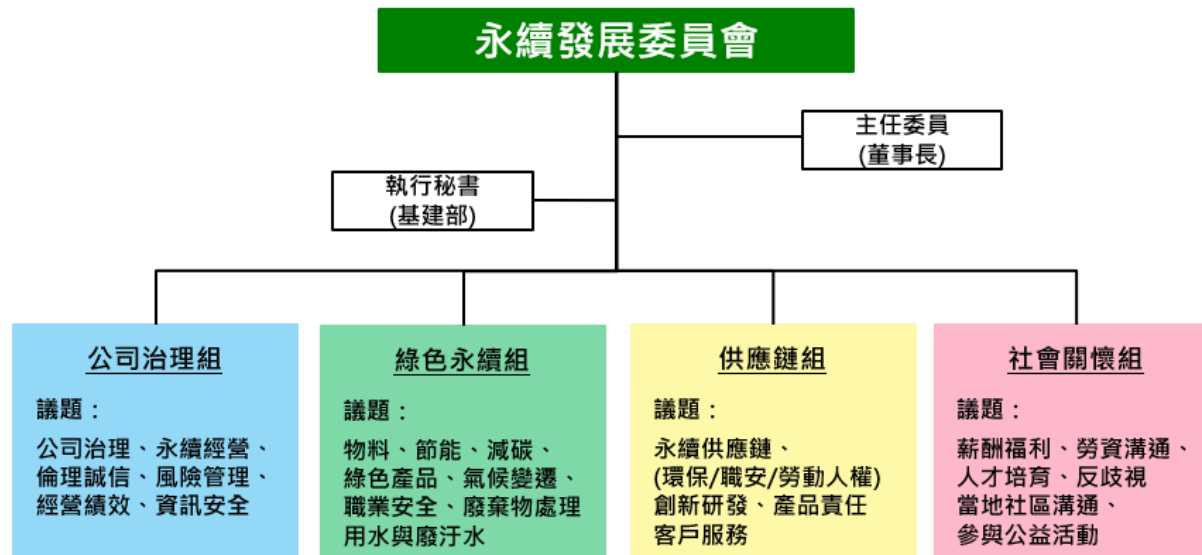 永續發展委員會
主任委員
(董事長)
執行秘書
(基建部)
公司治理組
議題：
公司治理、永續經營、
倫理誠信、風險管理、
經營績效、資訊安全
綠色永續組
議題：
物料、節能、減碳、
綠色產品、氣候變遷、
職業安全、廢棄物處理
用水與廢汙水
供應鏈組
議題：
永續供應鏈、
(環保/職安/勞動人權)
創新研發、產品責任
客戶服務
社會關懷組
議題：
薪酬福利、勞資溝通、
人才培育、反歧視
當地社區溝通、
參與公益活動